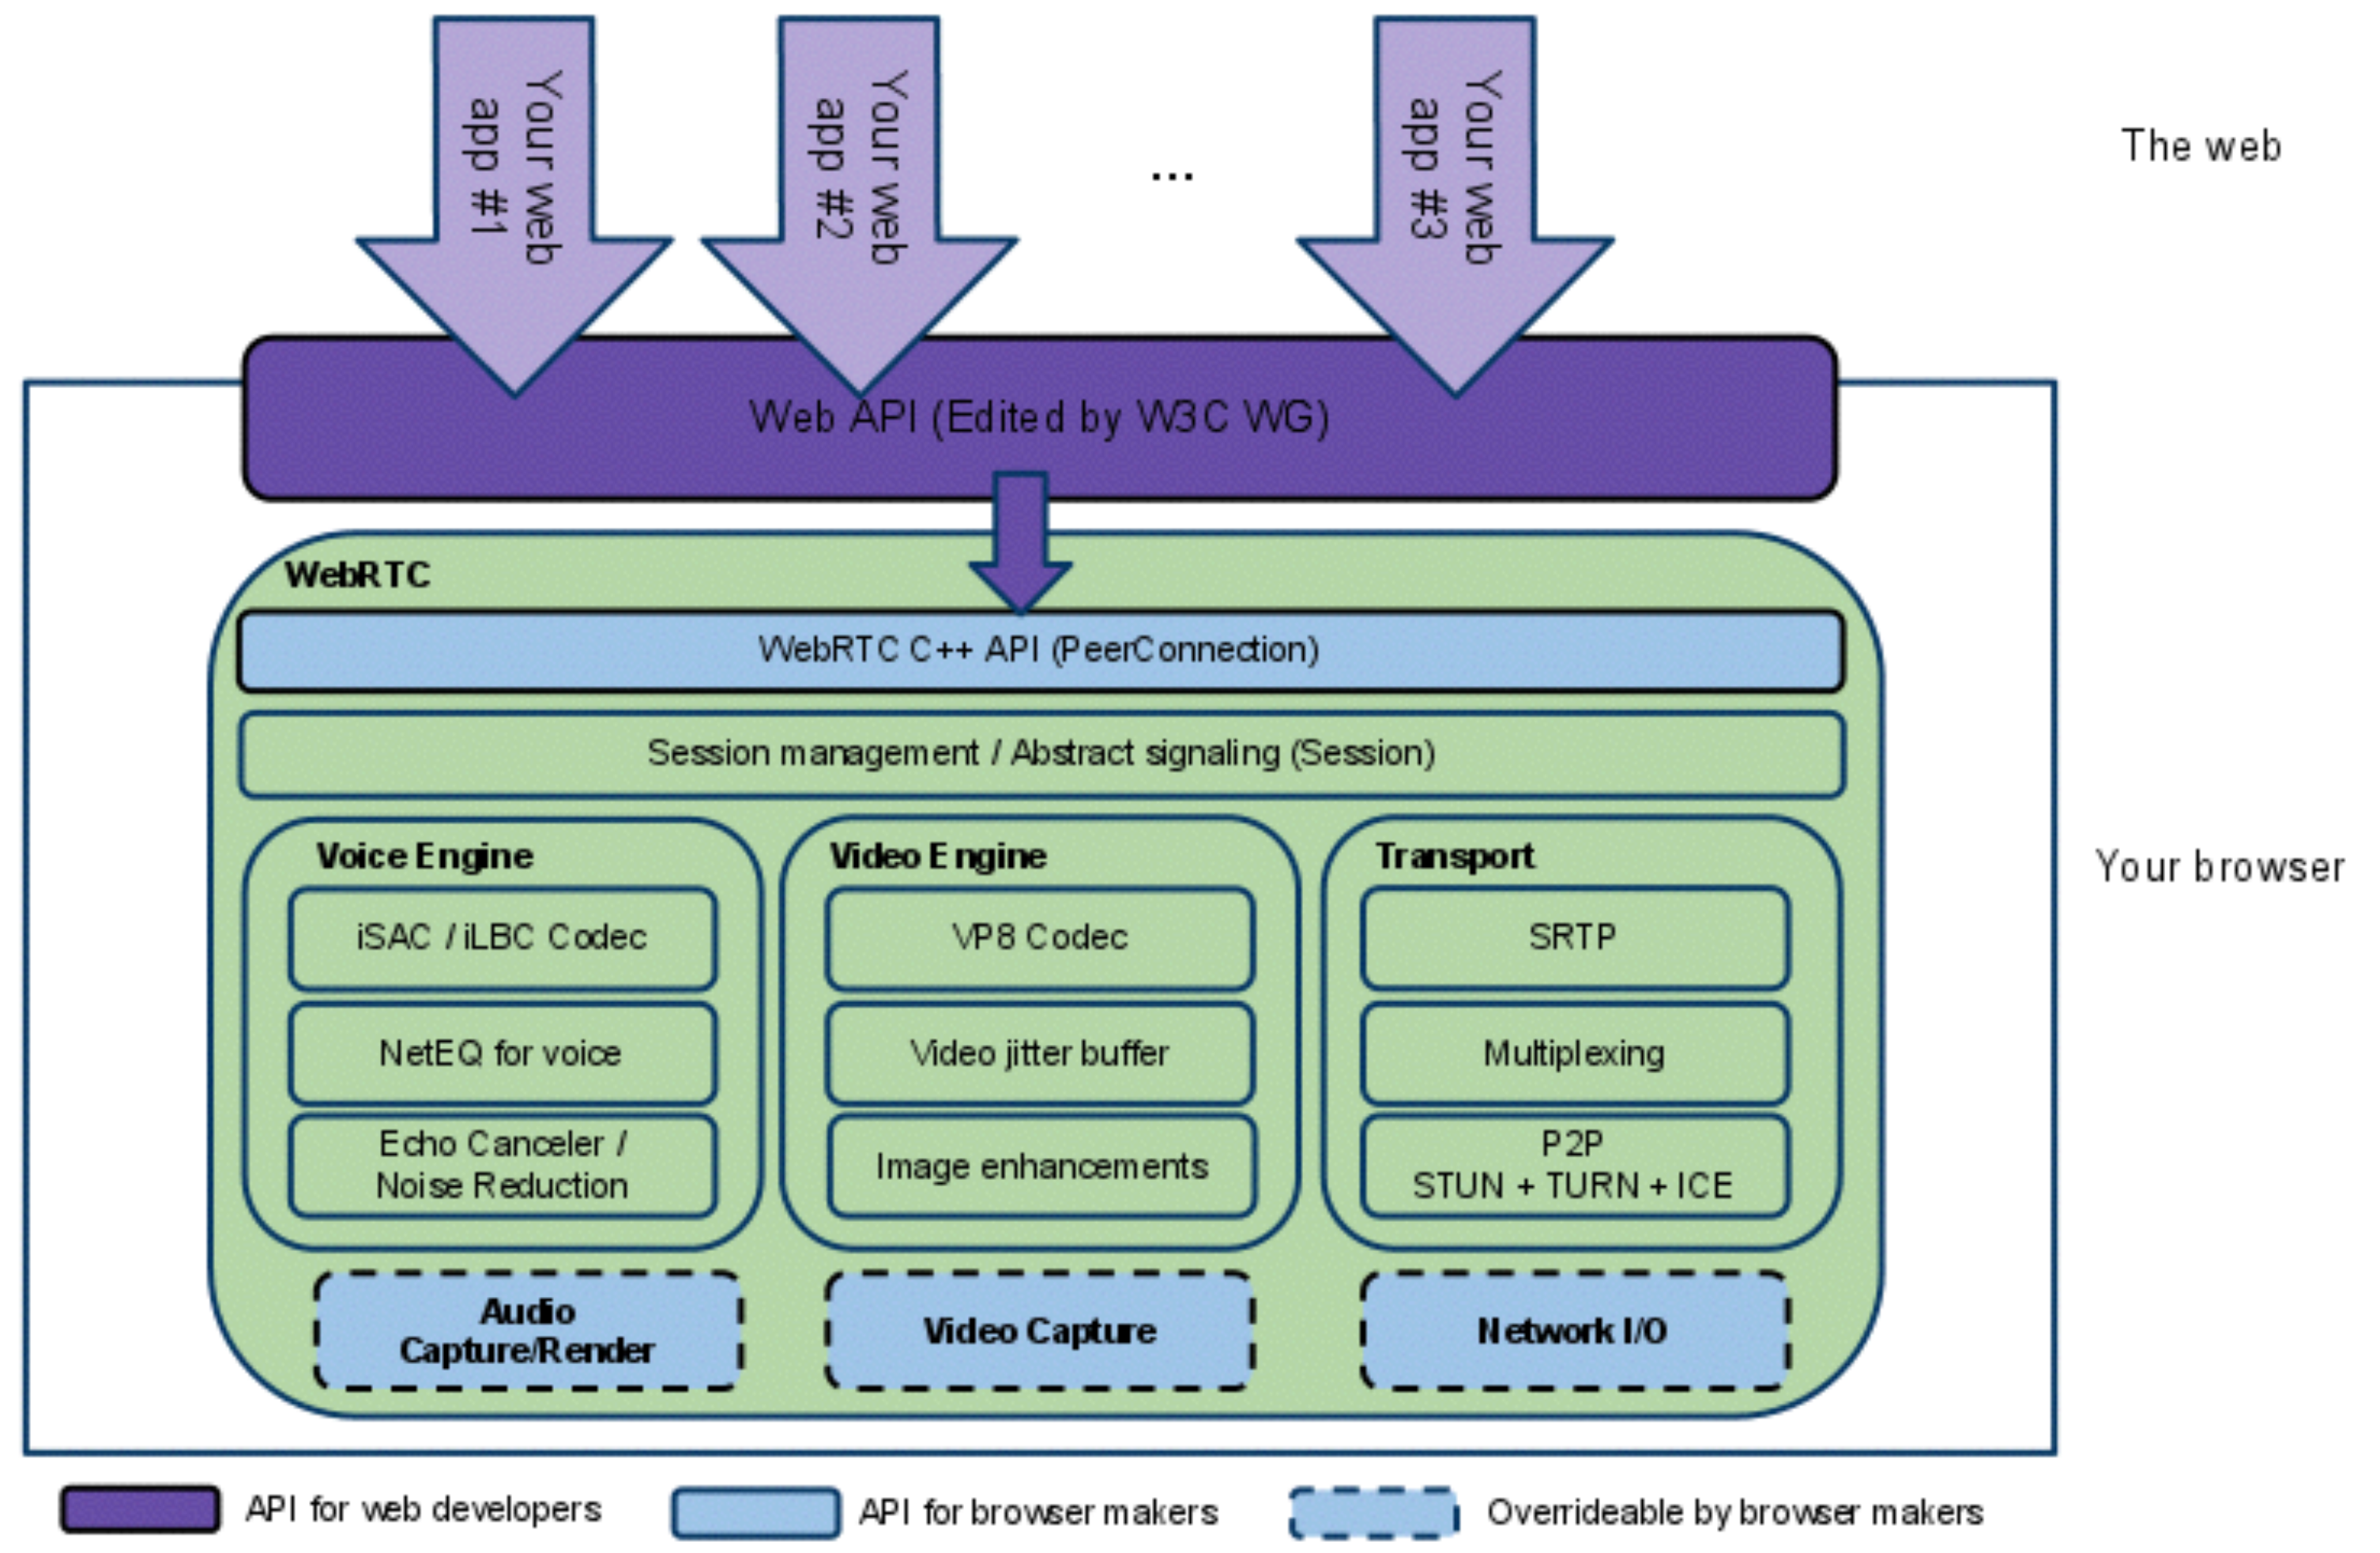 Your web
app #1
Your web
app #2
...
Your web
app #3
The web
Web API (Edited by W3C WG)
WebRTC
WebRTC C++ API (PeerConnection)
Session management / Abstract signaling (Session)
Voice Engine
iSAC / iLBC Codec
NetEQ for voice
Echo Canceler /
Noise Reduction
Video Engine
VP8 Codec
Video jitter buffer
Image enhancements
Transport
SRTP
Multiplexing
P2P
STUN + TURN + ICE
Your browser
Audio
Capture/Render
Video Capture
Network I/O
API for web developers
API for browser makers
Overrideable by browser makers